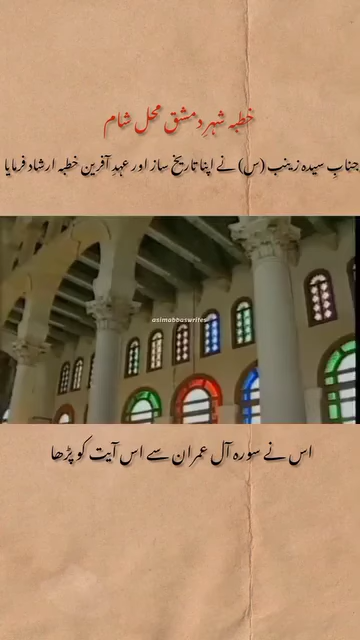 خطبہ شہرِ دمشق محل شام
جنابِ سیدہ زینب (س) نے اپنا تاریخ ساز اور عہدِ آفرین خطبہ ارشاد فرمایا
asimabbaswrites
اس نے سورہ آل عمران سے اس آیت کو پڑھا